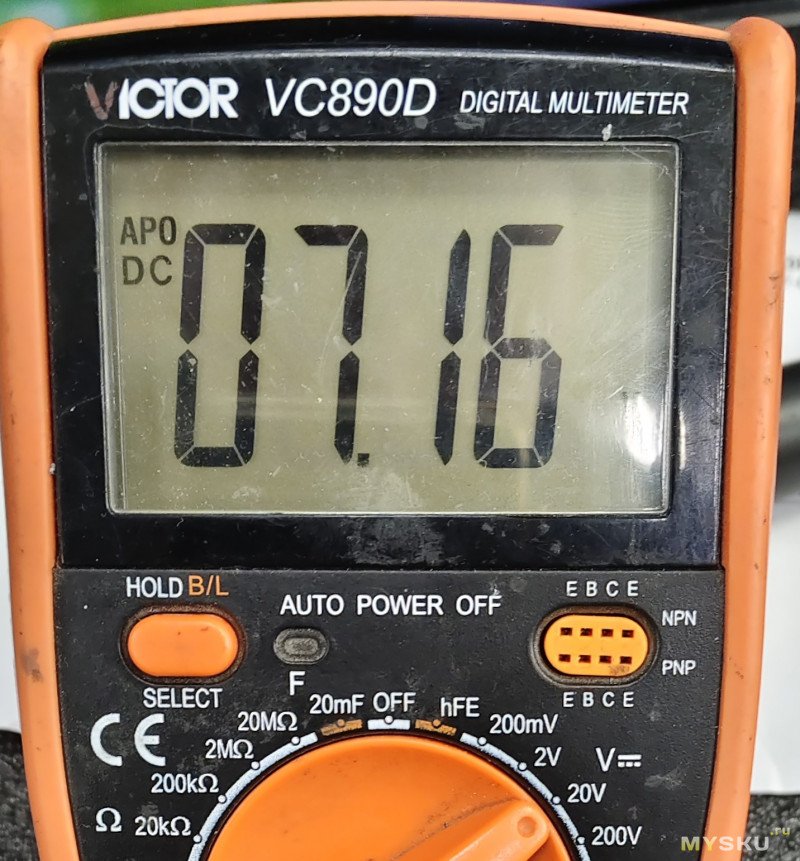 VICTOR VC890D DIGITAL MULTIMETER
APO
DC
07.16
HOLD B/L
AUTO POWER OFF
E B C E
NPN
PNP
E B C E
SELECT
F
CE
20mF OFF hFE
20MΩ 200mV
2MΩ 2V V⎓
200kΩ 20V
Ω 20kΩ 200V
MYSKU.ru